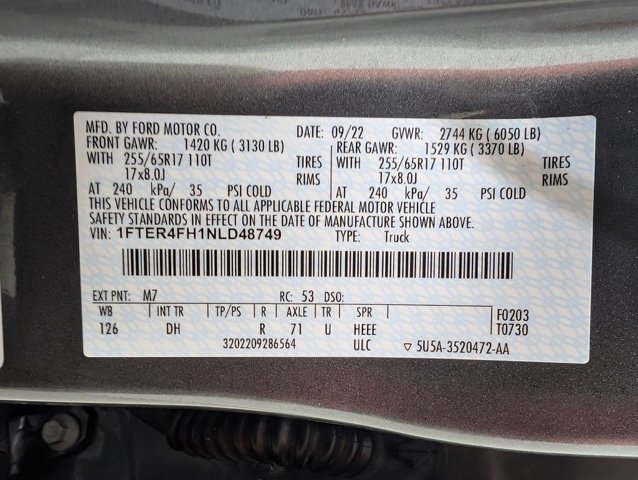 MFD. BY FORD MOTOR CO. DATE: 09/22 GVWR: 2744 KG ( 6050 LB)
FRONT GAWR: 1420 KG ( 3130 LB) REAR GAWR: 1529 KG ( 3370 LB)
WITH 255/65R17 110T TIRES WITH 255/65R17 110T TIRES
17x8.0J RIMS 17x8.0J RIMS
AT 240 kPa/ 35 PSI COLD AT 240 kPa/ 35 PSI COLD
THIS VEHICLE CONFORMS TO ALL APPLICABLE FEDERAL MOTOR VEHICLE
SAFETY STANDARDS IN EFFECT ON THE DATE OF MANUFACTURE SHOWN ABOVE.
VIN: 1FTER4FH1NLD48749 TYPE: Truck
EXT PNT: M7 RC: 53 DSO:
WB INT TR TP/PS R AXLE TR SPR F0203
126 DH R 71 U HEEE T0730
3202209286564 ULC ▽ 5U5A-3520472-AA